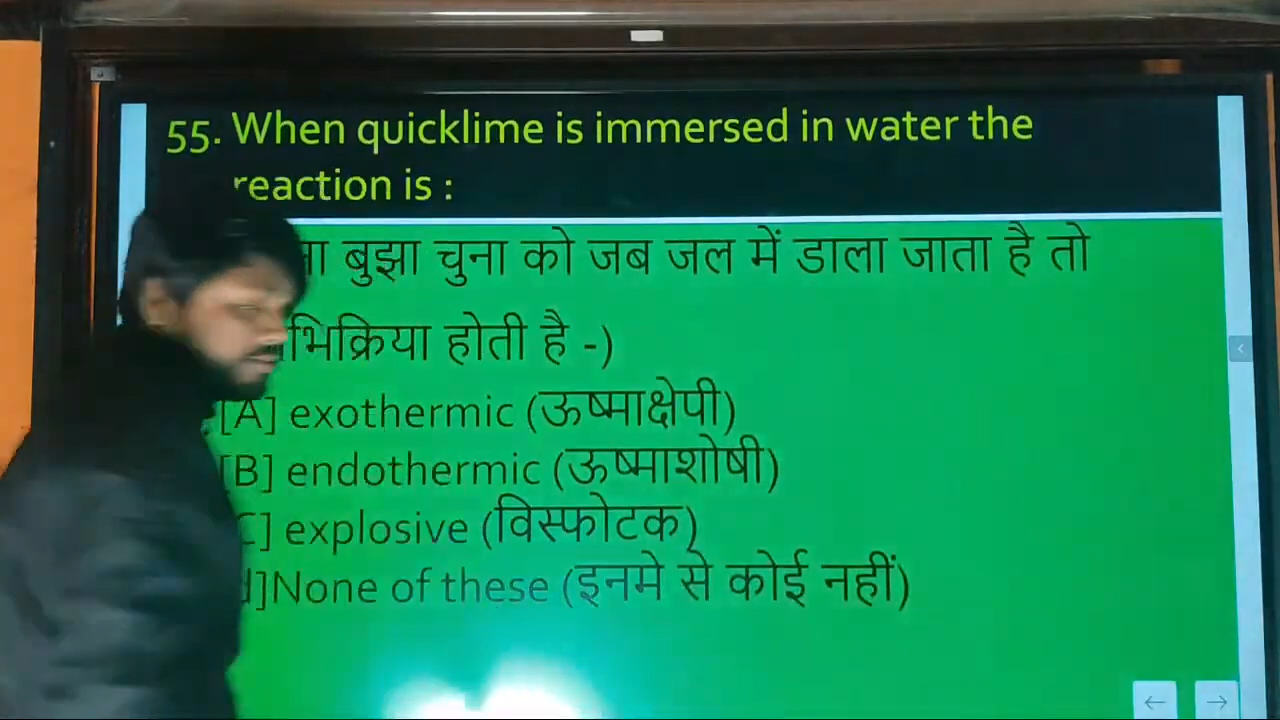 55. When quicklime is immersed in water the
reaction is :
बुझा चुना को जब जल में डाला जाता है तो
होती है -)
[A] exothermic (ऊष्माक्षेपी)
[B] endothermic (ऊष्माशोषी)
C] explosive (विस्फोटक)
d]None of these (इनमे से कोई नहीं)